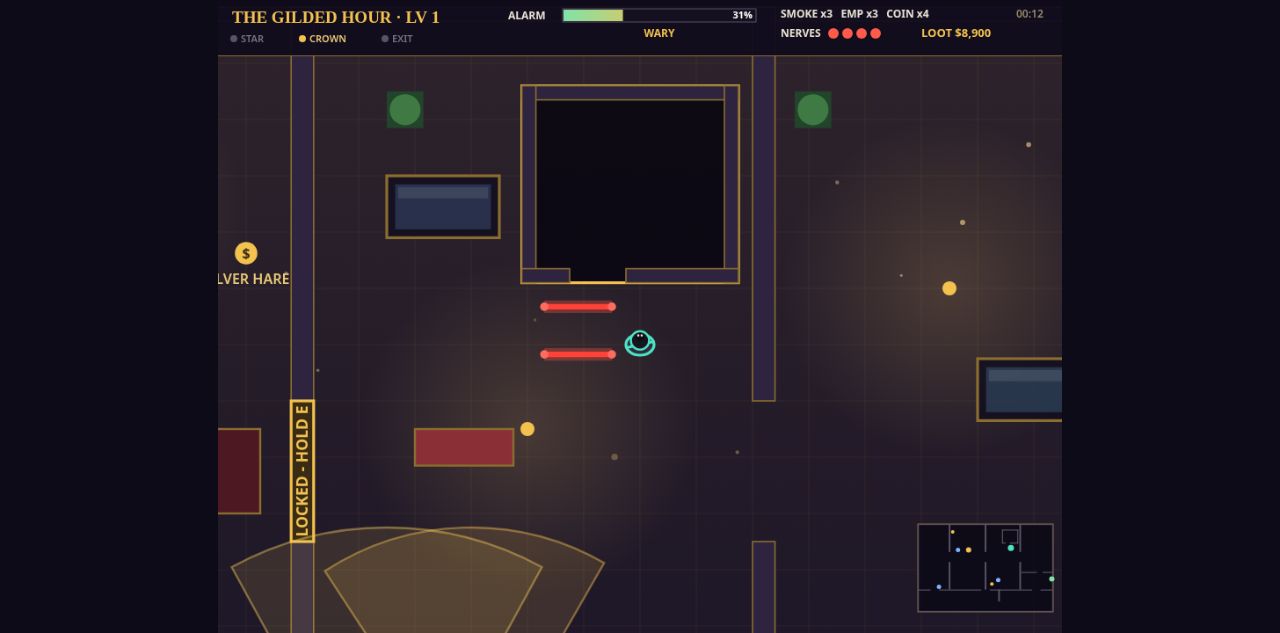 THE GILDED HOUR · LV 1
ALARM
31%
SMOKE x3 EMP x3 COIN x4
00:12
STAR
CROWN
EXIT
WARY
NERVES
LOOT $8,900
$
LVER HARE
LOCKED - HOLD E